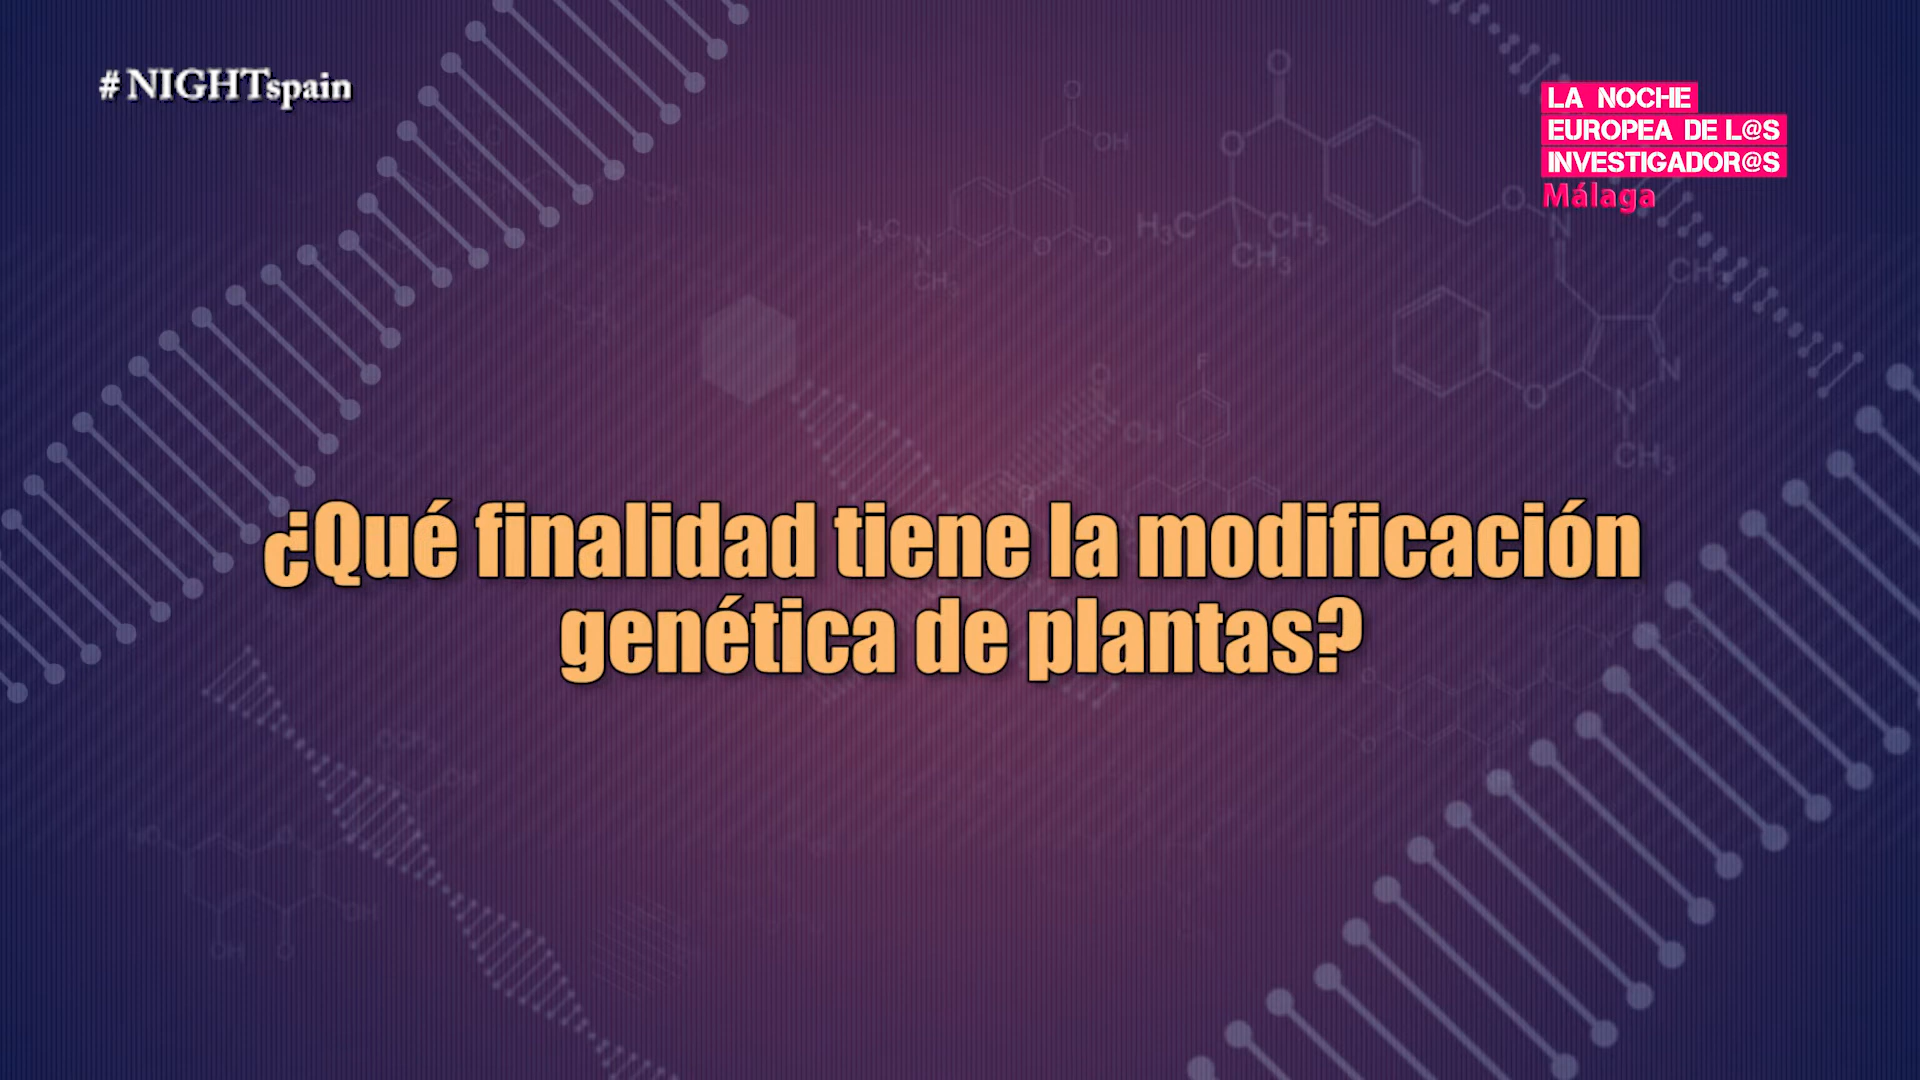 #NIGHTspain
LA NOCHE
EUROPEA DE L@S
INVESTIGADOR@S
Málaga
¿Qué finalidad tiene la modificación
genética de plantas?